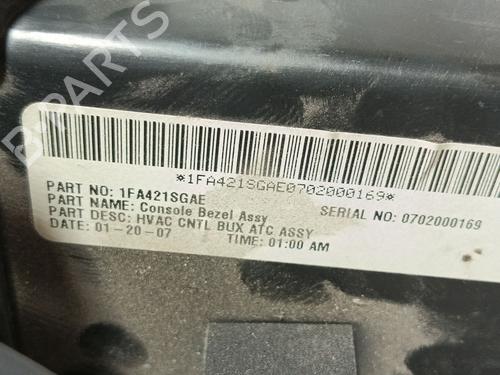 B-PARTS
*1FA421SGAE0702000169*
PART NO: 1FA421SGAE
SERIAL NO: 0702000169
PART NAME: Console Bezel Assy
PART DESC: HVAC CNTL BUX ATC ASSY
DATE: 01-20-07
TIME: 01:00 AM